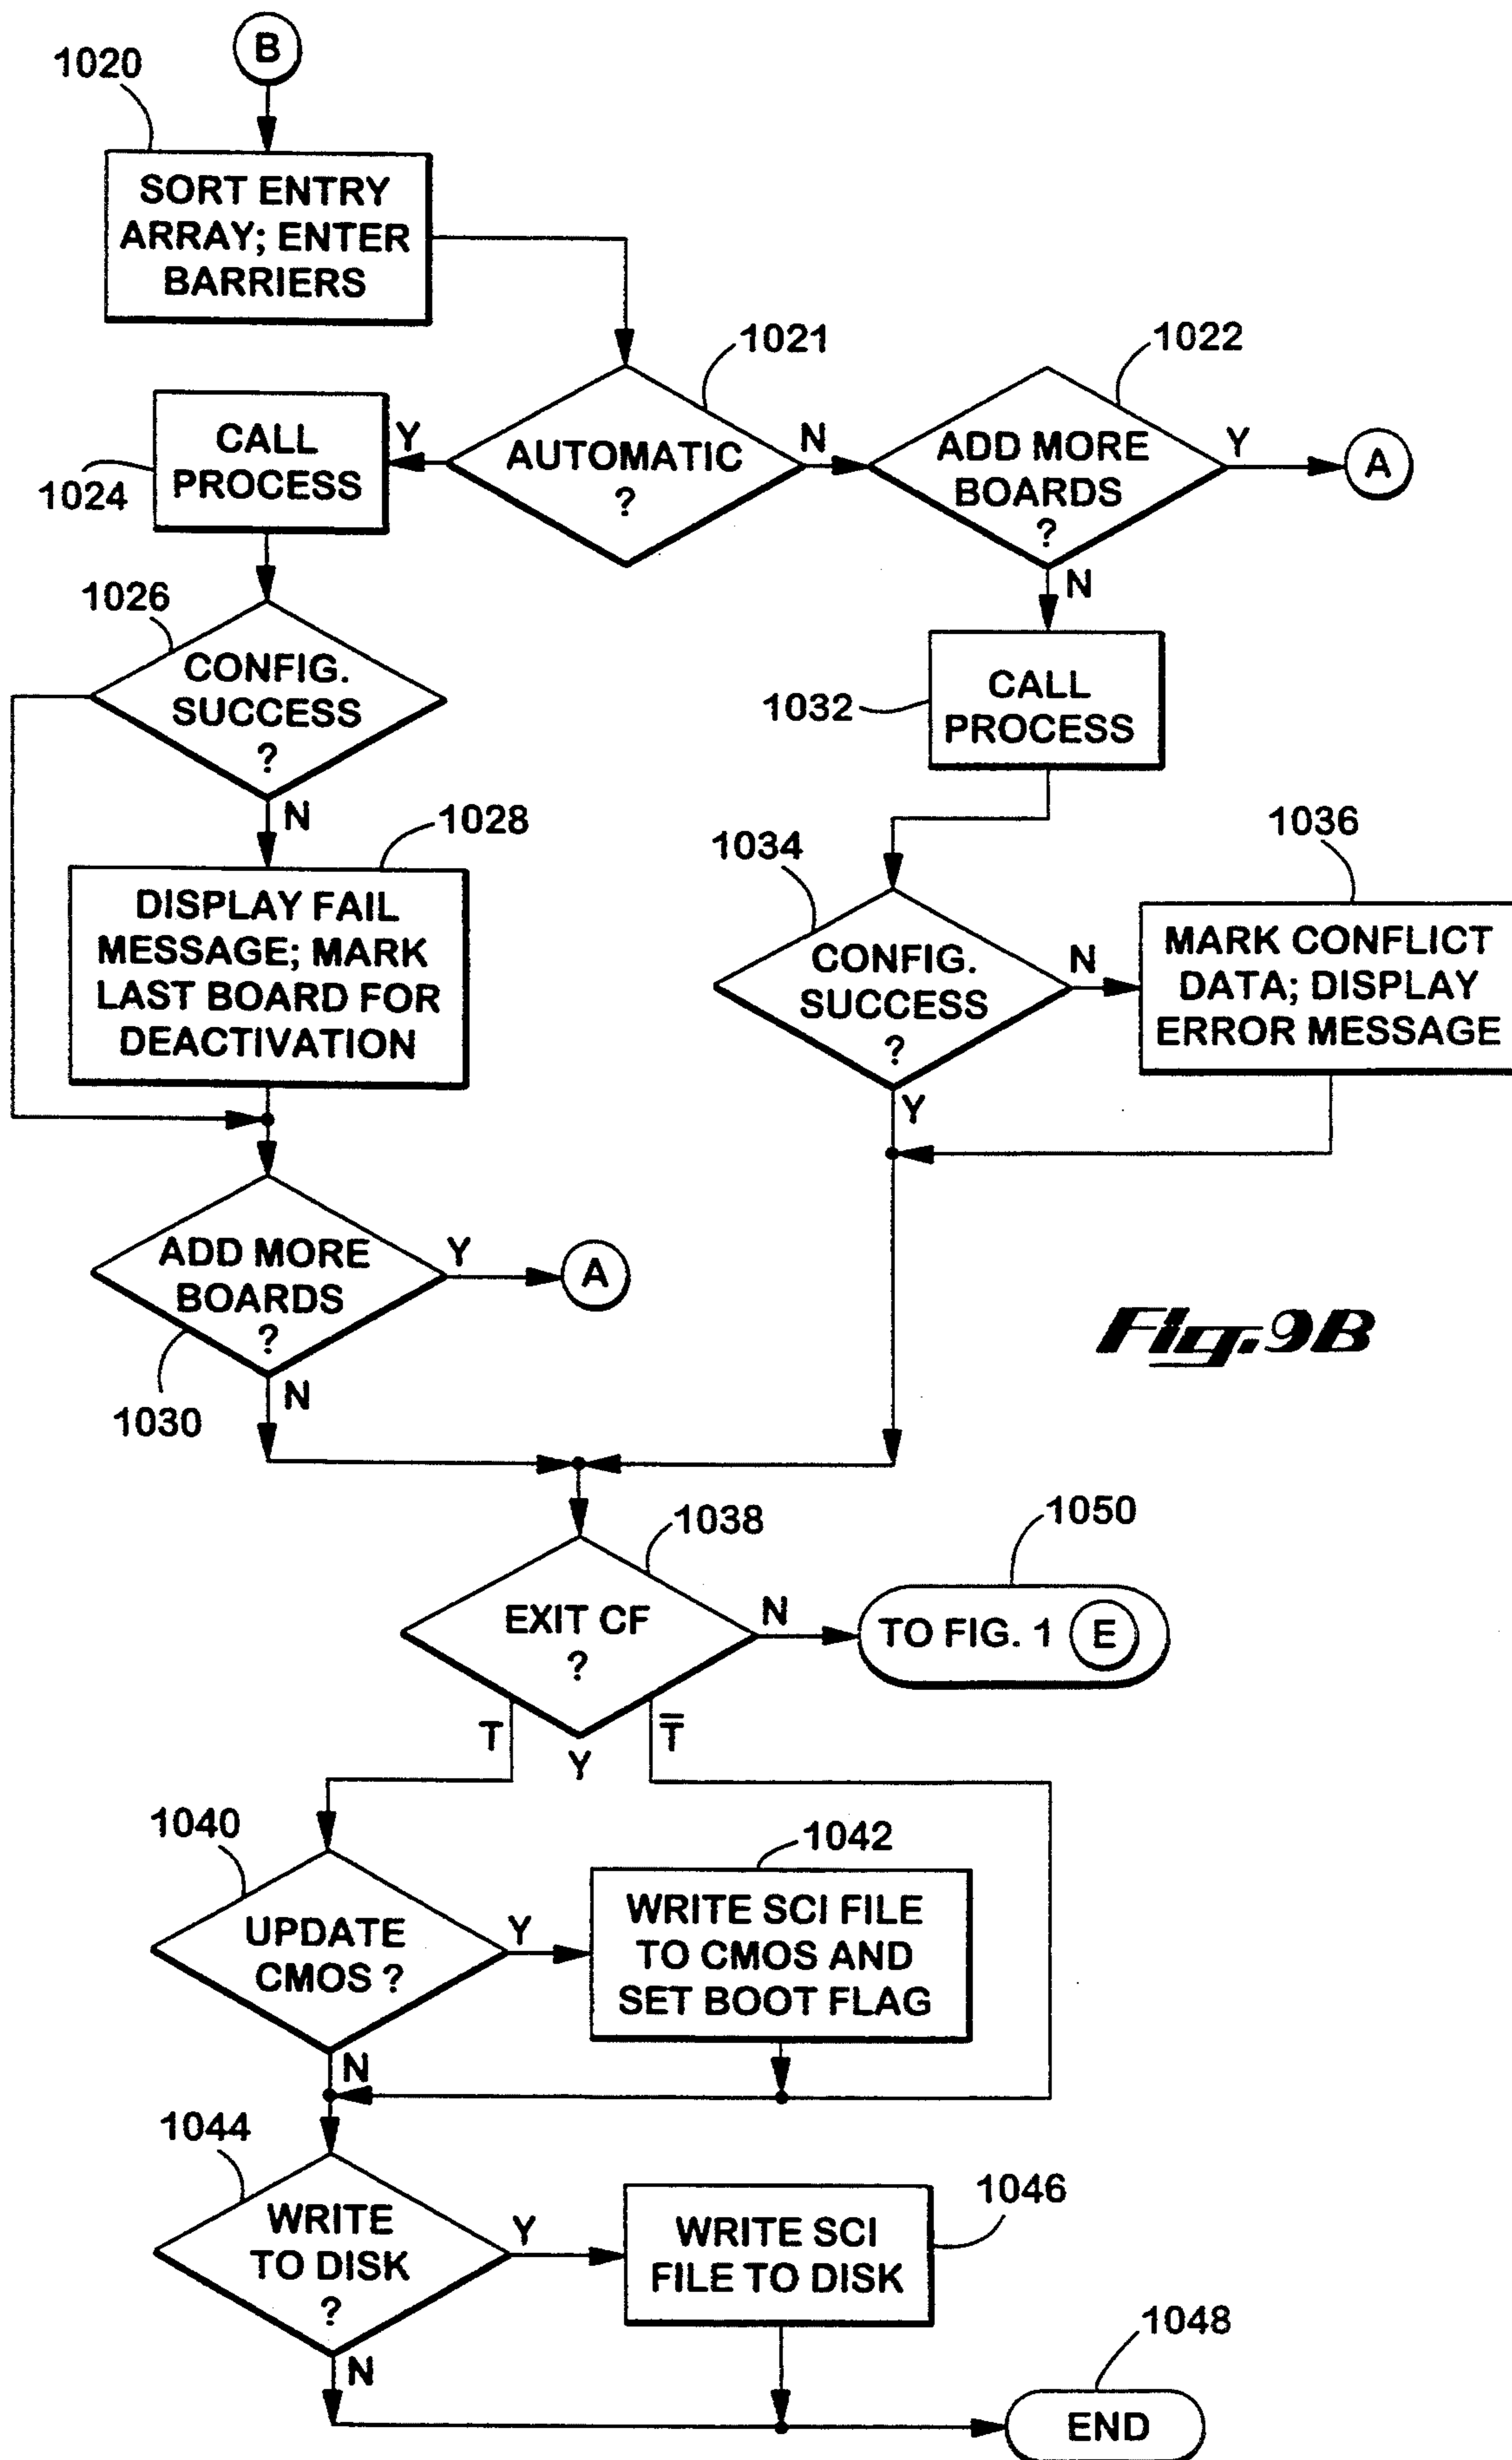 B
1020
SORT ENTRY
ARRAY; ENTER
BARRIERS
1021
1022
CALL
PROCESS
Y
AUTOMATIC
?
N
ADD MORE
BOARDS
?
Y
A
1024
N
1026
CONFIG.
SUCCESS
?
CALL
PROCESS
1032
N
1028
DISPLAY FAIL
MESSAGE; MARK
LAST BOARD FOR
DEACTIVATION
1034
1036
CONFIG.
SUCCESS
?
N
MARK CONFLICT
DATA; DISPLAY
ERROR MESSAGE
Y
ADD MORE
BOARDS
?
Y
A
1030
N
Fig. 9B
1038
1050
EXIT CF
?
N
TO FIG. 1 E
T
Y
T̅
1040
1042
UPDATE
CMOS ?
Y
WRITE SCI FILE
TO CMOS AND
SET BOOT FLAG
N
1044
1046
WRITE
TO DISK
?
Y
WRITE SCI
FILE TO DISK
N
1048
END